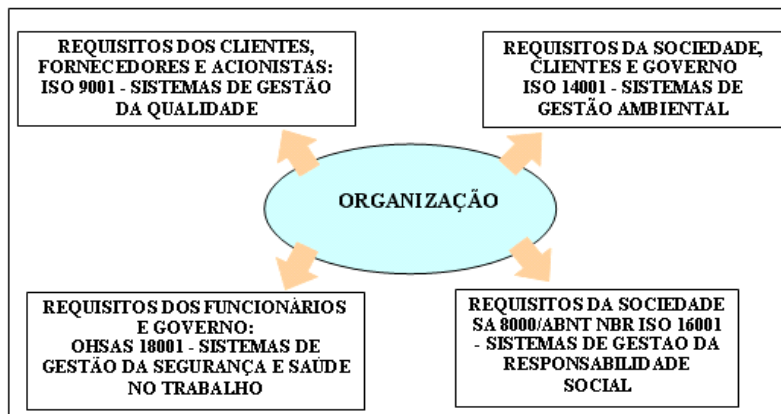 REQUISITOS DOS CLIENTES,
FORNECEDORES E ACIONISTAS:
ISO 9001 - SISTEMAS DE GESTÃO
DA QUALIDADE
REQUISITOS DA SOCIEDADE,
CLIENTES E GOVERNO
ISO 14001 - SISTEMAS DE
GESTÃO AMBIENTAL
ORGANIZAÇÃO
REQUISITOS DOS FUNCIONÁRIOS
E GOVERNO:
OHSAS 18001 - SISTEMAS DE
GESTÃO DA SEGURANÇA E SAÚDE
NO TRABALHO
REQUISITOS DA SOCIEDADE
SA 8000/ABNT NBR ISO 16001
- SISTEMAS DE GESTAO DA
RESPONSABILIDADE
SOCIAL